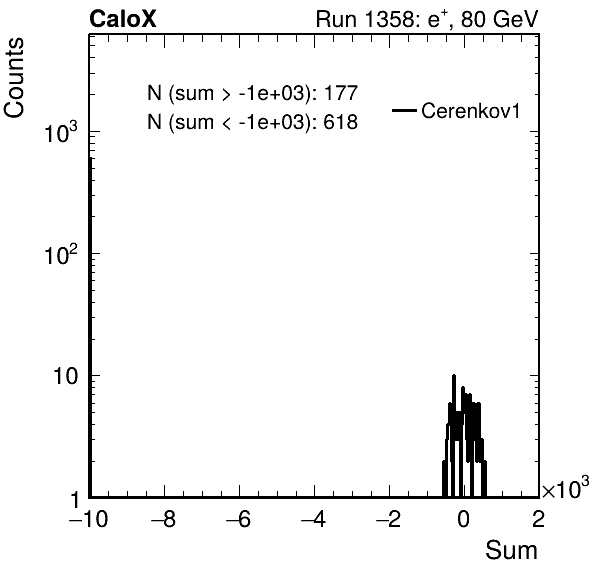 CaloX
Run 1358: e⁺, 80 GeV
Counts
N (sum > -1e+03): 177
N (sum < -1e+03): 618
Cerenkov1
10³
10²
10
1
−10 −8 −6 −4 −2 0 2
×10³
Sum